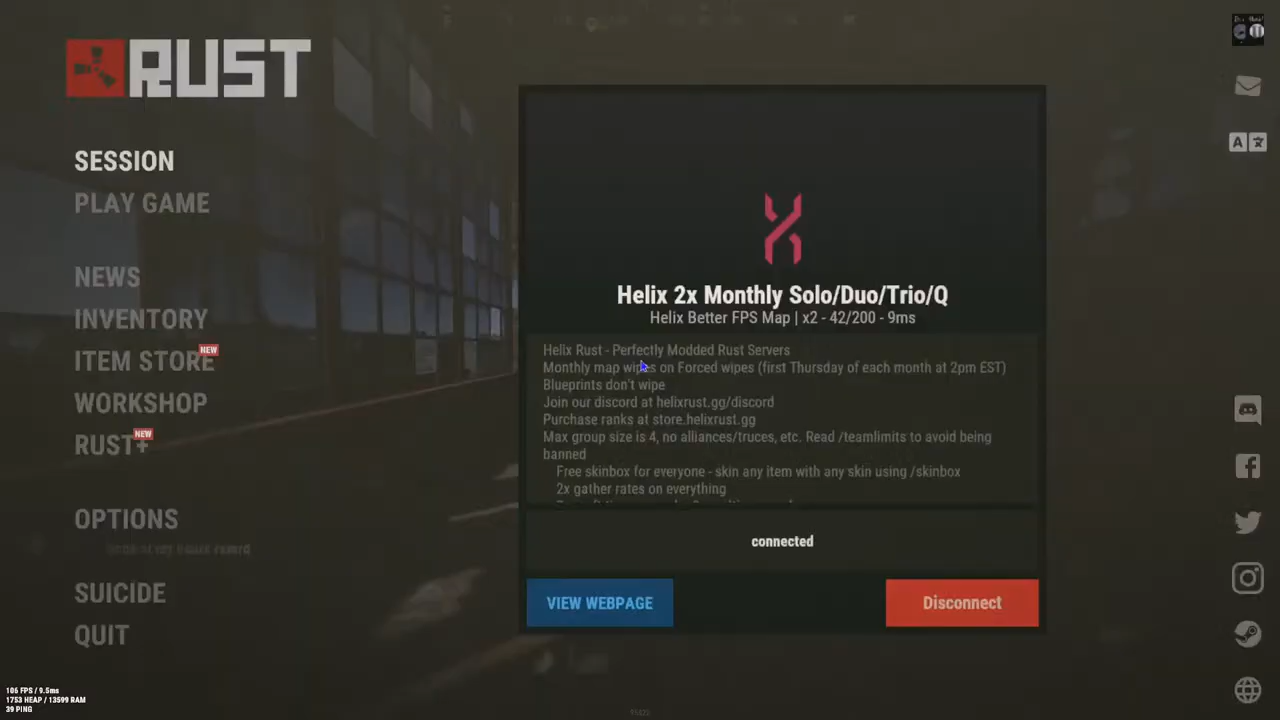 RUST
SESSION
PLAY GAME
NEWS
INVENTORY
ITEM STORE NEW
WORKSHOP
RUST+ NEW
OPTIONS
SUICIDE
QUIT
106 FPS / 9.5ms
1753 HEAP / 13599 RAM
39 PING
Helix 2x Monthly Solo/Duo/Trio/Q
Helix Better FPS Map | x2 - 42/200 - 9ms
Helix Rust - Perfectly Modded Rust Servers
Monthly map wipes on Forced wipes (first Thursday of each month at 2pm EST)
Blueprints don't wipe
Join our discord at helixrust.gg/discord
Purchase ranks at store.helixrust.gg
Max group size is 4, no alliances/truces, etc. Read /teamlimits to avoid being
banned
Free skinbox for everyone - skin any item with any skin using /skinbox
2x gather rates on everything
connected
VIEW WEBPAGE
Disconnect
A